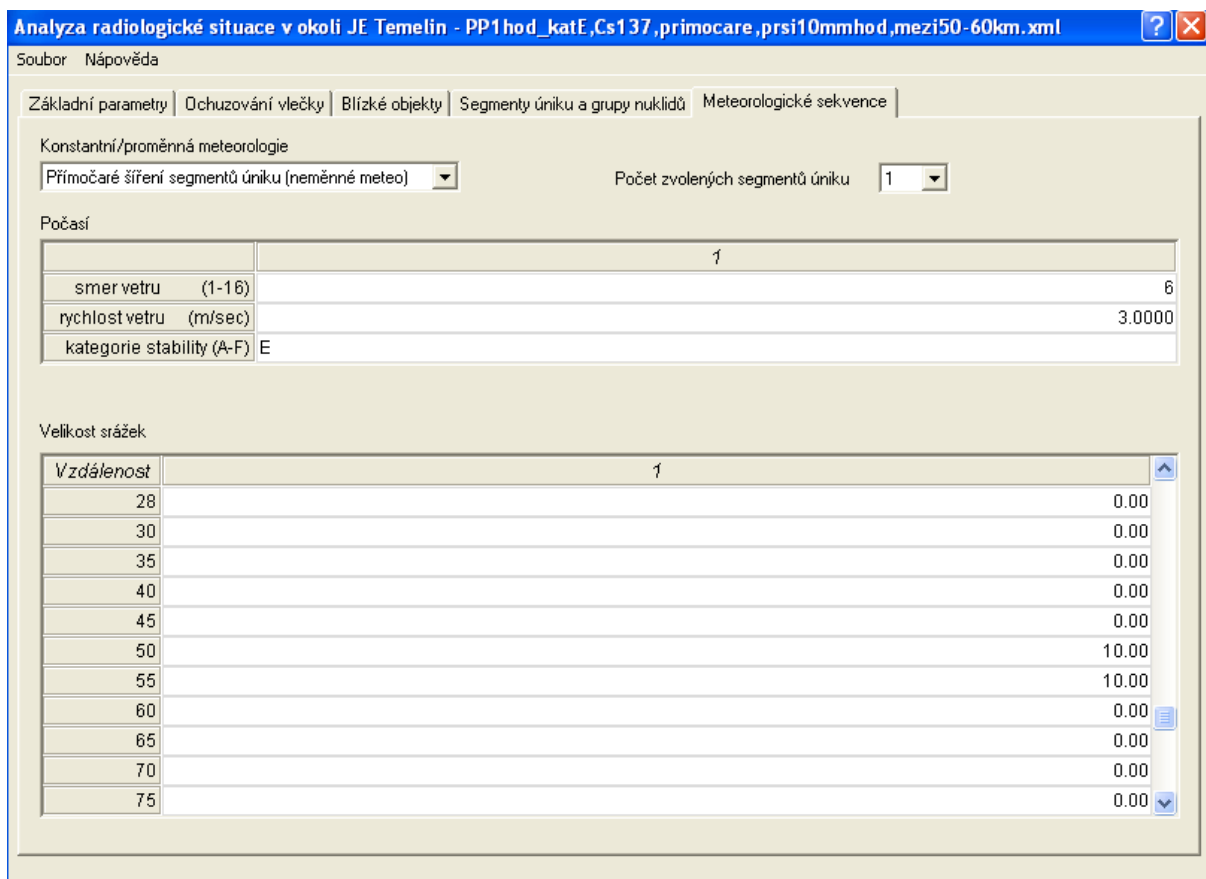 Analyza radiologické situace v okoli JE Temelin - PP1hod_katE,Cs137,primocare,prsi10mmhod,mezi50-60km.xml
Soubor Nápověda
Základní parametry Ochuzování vlečky Blízké objekty Segmenty úniku a grupy nuklidů Meteorologické sekvence
Konstantní/proměnná meteorologie
Přímočaré šíření segmentů úniku (neměnné meteo) Počet zvolených segmentů úniku 1
Počasí
1
smer vetru (1-16) 6
rychlost vetru (m/sec) 3.0000
kategorie stability (A-F) E
Velikost srážek
Vzdálenost 1
28 0.00
30 0.00
35 0.00
40 0.00
45 0.00
50 10.00
55 10.00
60 0.00
65 0.00
70 0.00
75 0.00